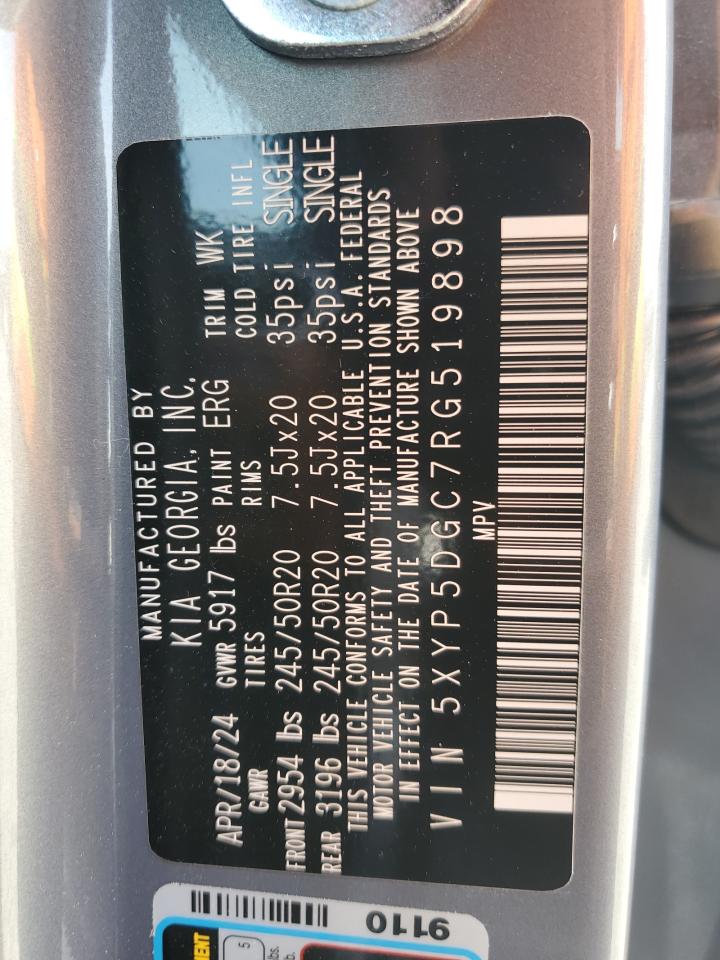 MANUFACTURED BY
KIA GEORGIA, INC.
APR/18/24 GVWR 5917 lbs PAINT ERG TRIM WK
GAWR TIRES RIMS COLD TIRE INFL
FRONT 2954 lbs 245/50R20 7.5Jx20 35psi SINGLE
REAR 3196 lbs 245/50R20 7.5Jx20 35psi SINGLE
THIS VEHICLE CONFORMS TO ALL APPLICABLE U.S.A. FEDERAL
MOTOR VEHICLE SAFETY AND THEFT PREVENTION STANDARDS
IN EFFECT ON THE DATE OF MANUFACTURE SHOWN ABOVE
VIN 5XYP5DGC7RG519898
MPV
9110
5
lbs.